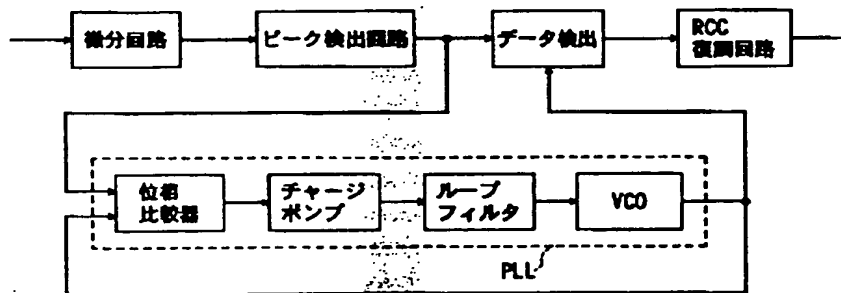 微分回路
ピーク検出回路
データ検出
RCC
復調回路
位相
比較器
チャージ
ポンプ
ループ
フィルタ
VCO
PLL